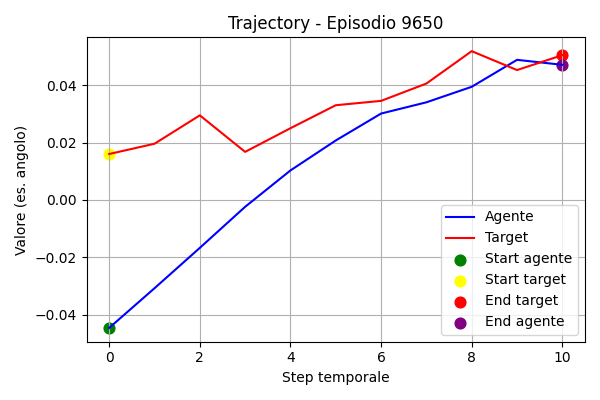 Trajectory - Episodio 9650
Valore (es. angolo)
0.04
0.02
0.00
−0.02
−0.04
0 2 4 6 8 10
Step temporale
Agente
Target
Start agente
Start target
End target
End agente